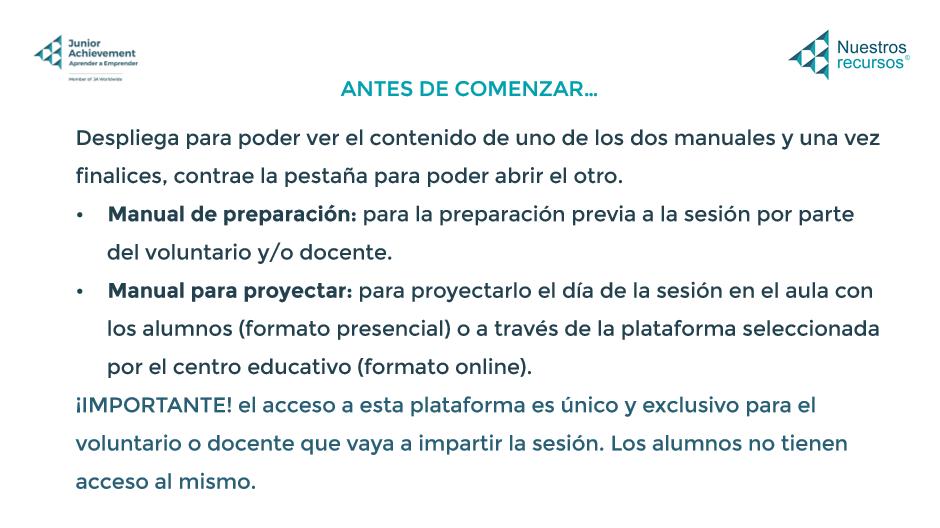 Junior
Achievement
Aprender a Emprender
Member of JA Worldwide
Nuestros
recursos©
ANTES DE COMENZAR...
Despliega para poder ver el contenido de uno de los dos manuales y una vez
finalices, contrae la pestaña para poder abrir el otro.
• Manual de preparación: para la preparación previa a la sesión por parte
del voluntario y/o docente.
• Manual para proyectar: para proyectarlo el día de la sesión en el aula con
los alumnos (formato presencial) o a través de la plataforma seleccionada
por el centro educativo (formato online).
¡IMPORTANTE! el acceso a esta plataforma es único y exclusivo para el
voluntario o docente que vaya a impartir la sesión. Los alumnos no tienen
acceso al mismo.